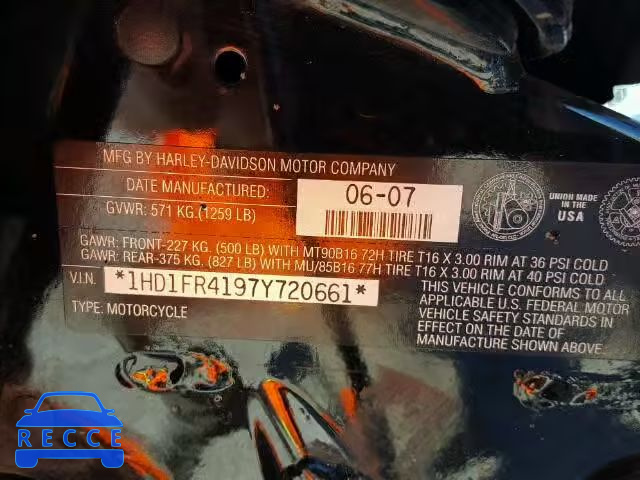 MFG BY HARLEY-DAVIDSON MOTOR COMPANY
DATE MANUFACTURED: 06-07
GVWR: 571 KG.(1259 LB)
UNION MADE
IN THE
USA
GAWR: FRONT-227 KG. (500 LB) WITH MT90B16 72H TIRE T16 X 3.00 RIM AT 36 PSI COLD
GAWR: REAR-375 KG. (827 LB) WITH MU/85B16 77H TIRE T16 X 3.00 RIM AT 40 PSI COLD
V.I.N. *1HD1FR4197Y720661*
TYPE: MOTORCYCLE
THIS VEHICLE CONFORMS TO ALL
APPLICABLE U.S. FEDERAL MOTOR
VEHICLE SAFETY STANDARDS IN
EFFECT ON THE DATE OF
MANUFACTURE SHOWN ABOVE.
RECCE